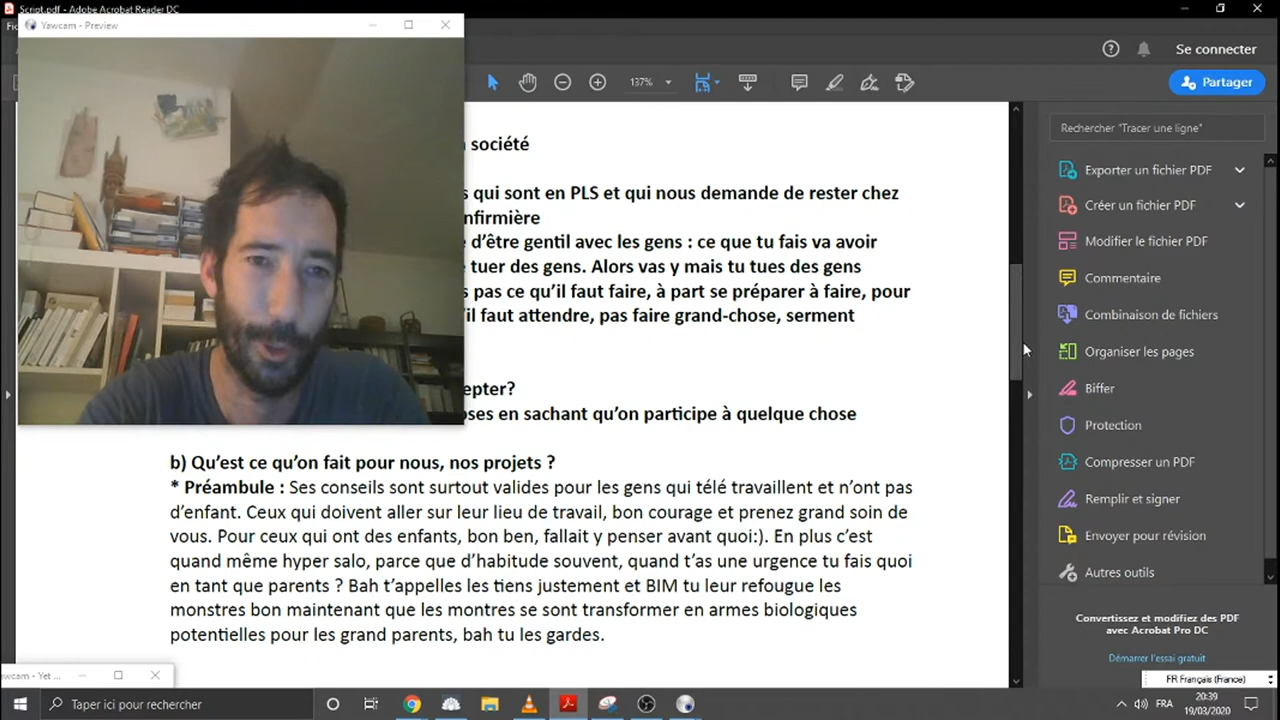 Script.pdf - Adobe Acrobat Reader DC
Yawcam - Preview
Se connecter
137%
Partager
société
Rechercher "Tracer une ligne"
Exporter un fichier PDF
s qui sont en PLS et qui nous demande de rester chez
Créer un fichier PDF
nfirmière
e d'être gentil avec les gens : ce que tu fais va avoir
Modifier le fichier PDF
e tuer des gens. Alors vas y mais tu tues des gens
Commentaire
s pas ce qu'il faut faire, à part se préparer à faire, pour
'il faut attendre, pas faire grand-chose, serment
Combinaison de fichiers
Organiser les pages
epter?
Biffer
oses en sachant qu'on participe à quelque chose
Protection
b) Qu'est ce qu'on fait pour nous, nos projets ?
Compresser un PDF
* Préambule : Ses conseils sont surtout valides pour les gens qui télé travaillent et n'ont pas
Remplir et signer
d'enfant. Ceux qui doivent aller sur leur lieu de travail, bon courage et prenez grand soin de
vous. Pour ceux qui ont des enfants, bon ben, fallait y penser avant quoi:). En plus c'est
Envoyer pour révision
quand même hyper salo, parce que d'habitude souvent, quand t'as une urgence tu fais quoi
Autres outils
en tant que parents ? Bah t'appelles les tiens justement et BIM tu leur refougue les
monstres bon maintenant que les montres se sont transformer en armes biologiques
potentielles pour les grand parents, bah tu les gardes.
Convertissez et modifiez des PDF
avec Acrobat Pro DC
Démarrer l'essai gratuit
awcam - Yet ...
FR Français (France)
Taper ici pour rechercher
FRA
20:39
19/03/2020